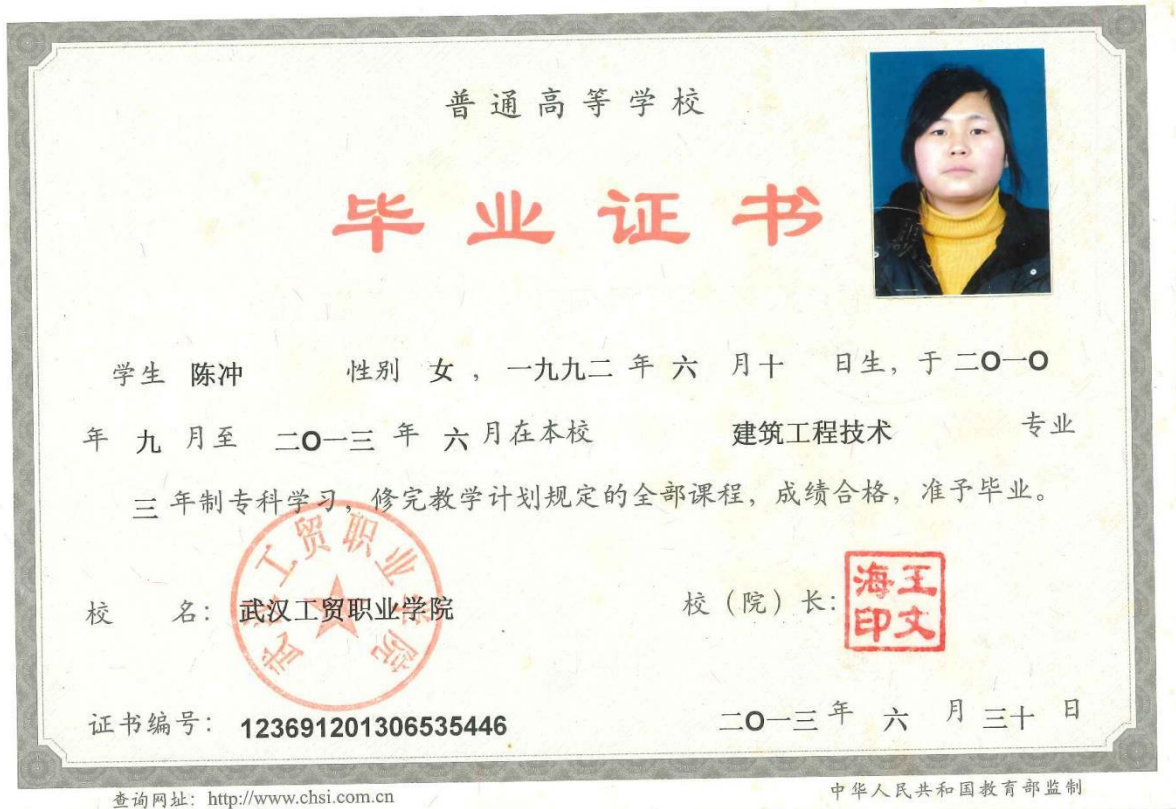 普通高等学校
毕业证书
学生 陈冲 性别 女 ， 一九九二 年 六 月 十 日生，于 二O一O
年 九 月至 二O一三 年 六 月在本校 建筑工程技术 专业
三 年制专科学习，修完教学计划规定的全部课程，成绩合格，准予毕业。
武汉工贸职业学院
校 名： 武汉工贸职业学院
校（院）长：
王文海印
证书编号： 123691201306535446
二O一三 年 六 月 三十 日
查询网址：http://www.chsi.com.cn
中华人民共和国教育部监制